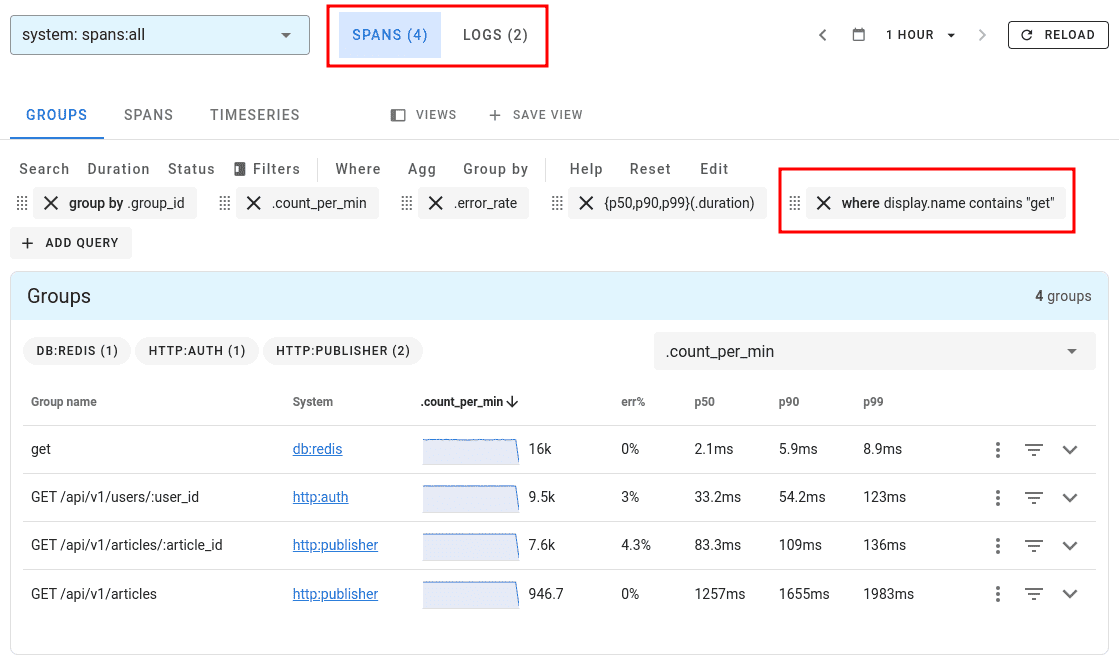 system: spans:all SPANS (4) LOGS (2) 1 HOUR RELOAD
GROUPS SPANS TIMESERIES VIEWS SAVE VIEW
Search Duration Status Filters Where Agg Group by Help Reset Edit
group by .group_id .count_per_min .error_rate {p50,p90,p99}(.duration) where display.name contains "get"
ADD QUERY
Groups 4 groups
DB:REDIS (1) HTTP:AUTH (1) HTTP:PUBLISHER (2) .count_per_min
Group name System .count_per_min err% p50 p90 p99
get db:redis 16k 0% 2.1ms 5.9ms 8.9ms
GET /api/v1/users/:user_id http:auth 9.5k 3% 33.2ms 54.2ms 123ms
GET /api/v1/articles/:article_id http:publisher 7.6k 4.3% 83.3ms 109ms 136ms
GET /api/v1/articles http:publisher 946.7 0% 1257ms 1655ms 1983ms